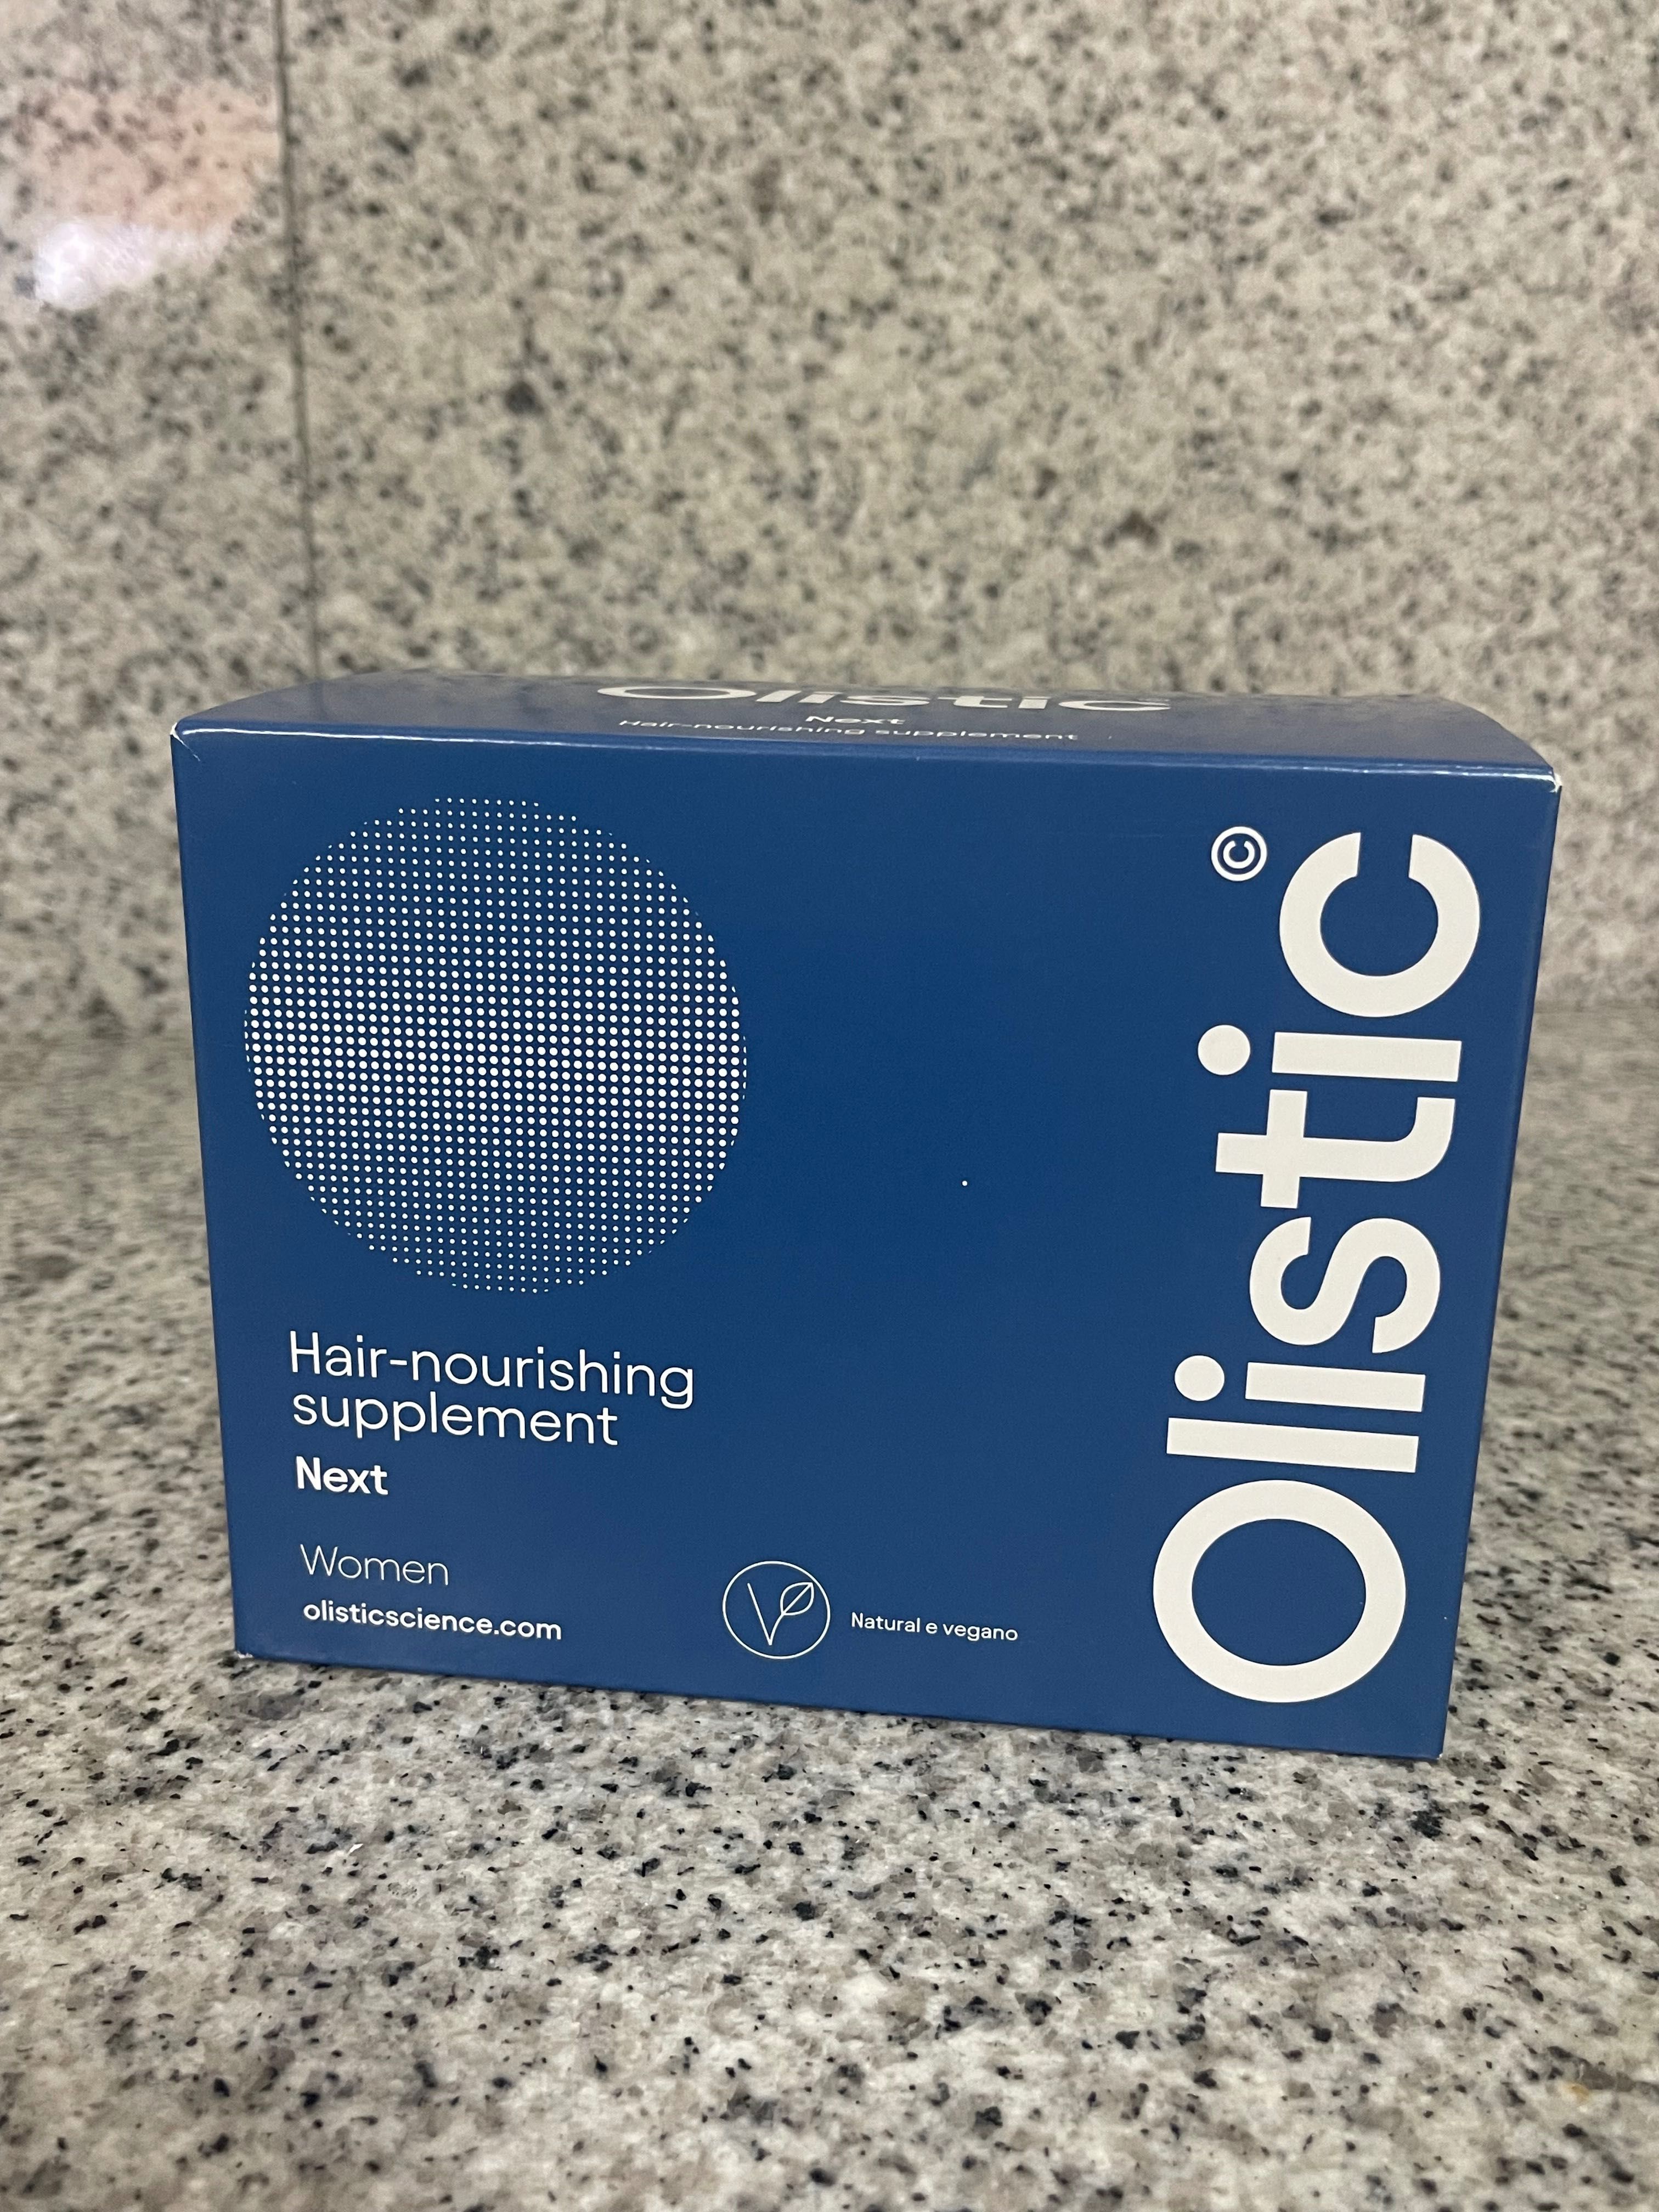 Olistic
Next
Hair-nourishing supplement
Olistic©
Hair-nourishing
supplement
Next
Women
olisticscience.com
Natural e vegano